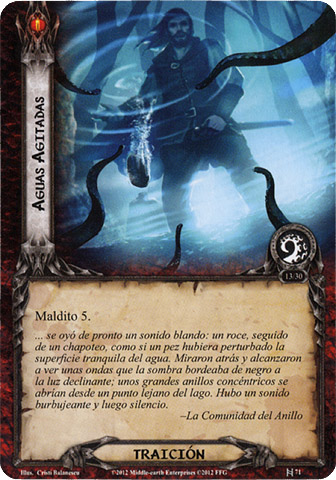 AGUAS AGITADAS
13/30
Maldito 5.
... se oyó de pronto un sonido blando: un roce, seguido
de un chapoteo, como si un pez hubiera perturbado la
superficie tranquila del agua. Miraron atrás y alcanzaron
a ver unas ondas que la sombra bordeaba de negro a
la luz declinante; unos grandes anillos concéntricos se
abrían desde un punto lejano del lago. Hubo un sonido
burbujeante y luego silencio.
–La Comunidad del Anillo
TRAICIÓN
Illus. Cristi Balanescu ©2012 Middle-earth Enterprises ©2012 FFG 71